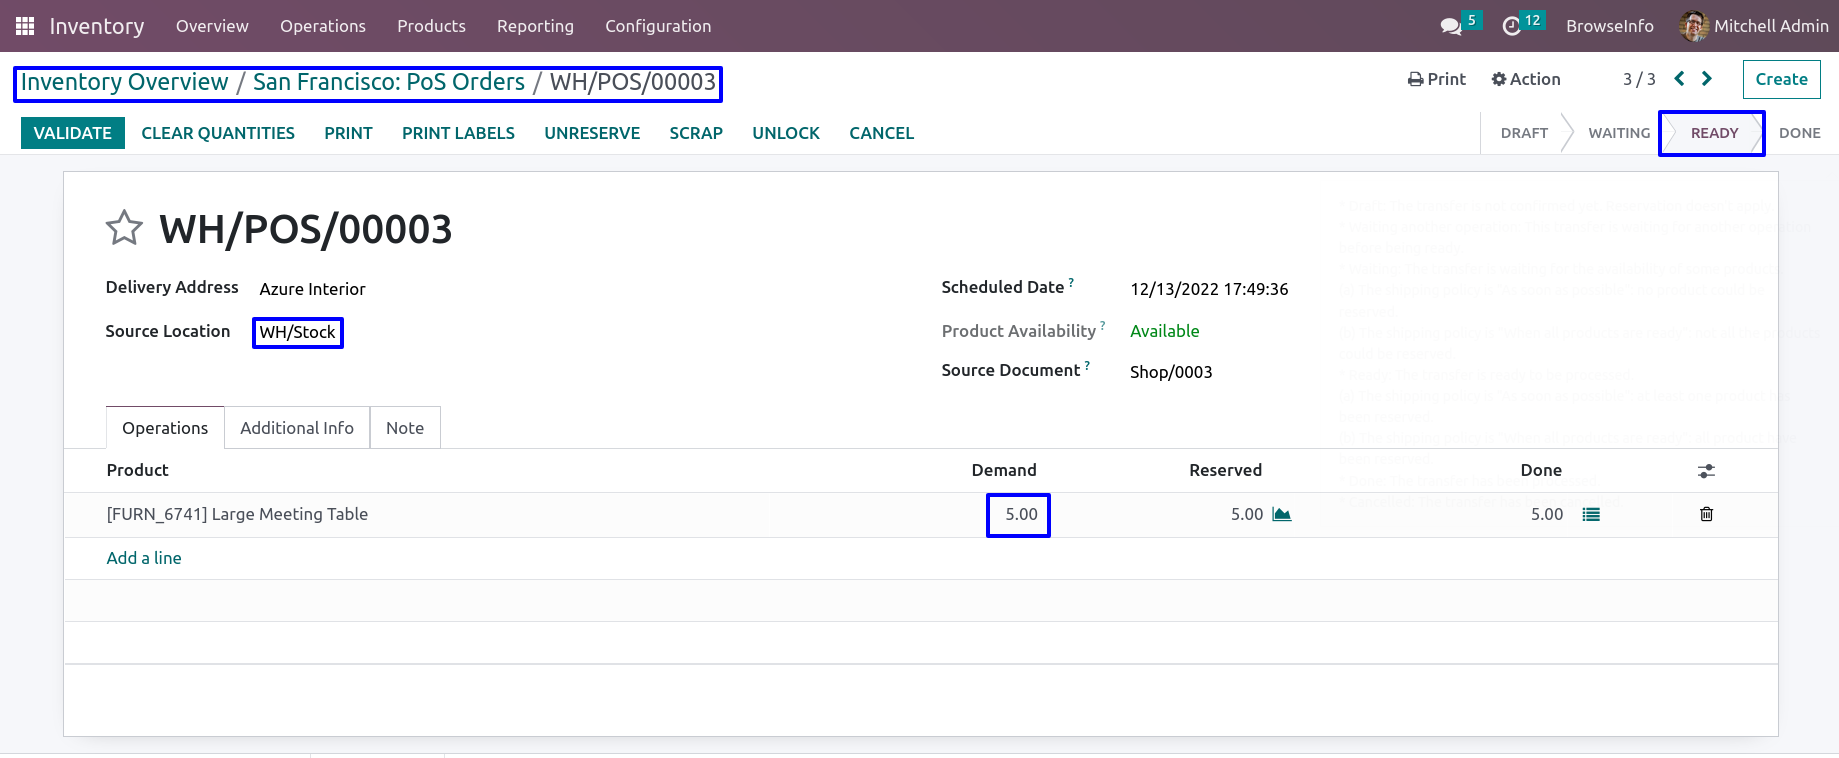 Inventory Overview Operations Products Reporting Configuration 5 12 BrowseInfo Mitchell Admin
Inventory Overview / San Francisco: PoS Orders / WH/POS/00003 Print Action 3 / 3 Create
VALIDATE CLEAR QUANTITIES PRINT PRINT LABELS UNRESERVE SCRAP UNLOCK CANCEL DRAFT WAITING READY DONE
WH/POS/00003
Delivery Address Azure Interior Scheduled Date ? 12/13/2022 17:49:36
Source Location WH/Stock Product Availability ? Available
Source Document ? Shop/0003
Operations Additional Info Note
Product Demand Reserved Done
[FURN_6741] Large Meeting Table 5.00 5.00 5.00
Add a line